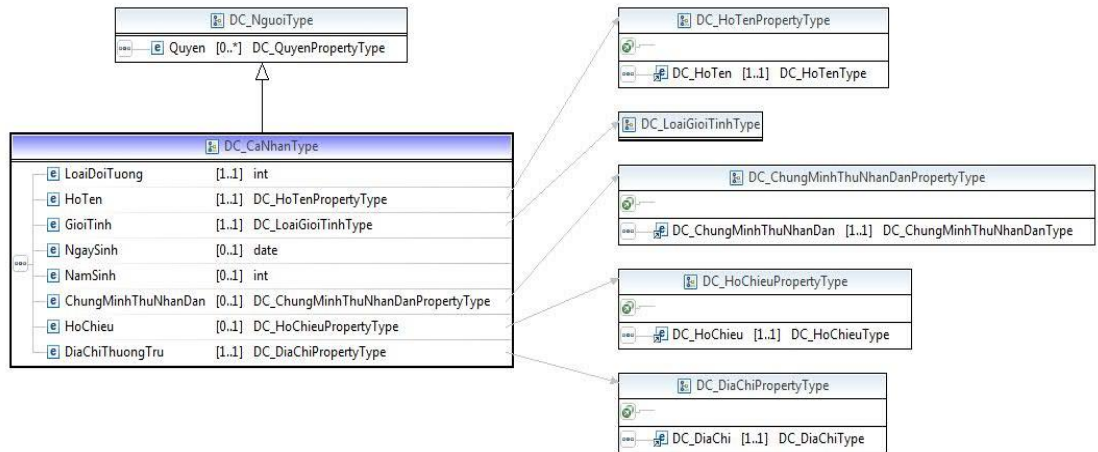 DC_NguoiType
Quyen [0..*] DC_QuyenPropertyType
DC_CaNhanType
LoaiDoiTuong [1..1] int
HoTen [1..1] DC_HoTenPropertyType
GioiTinh [1..1] DC_LoaiGioiTinhType
NgaySinh [0..1] date
NamSinh [0..1] int
ChungMinhThuNhanDan [0..1] DC_ChungMinhThuNhanDanPropertyType
HoChieu [0..1] DC_HoChieuPropertyType
DiaChiThuongTru [1..1] DC_DiaChiPropertyType
DC_HoTenPropertyType
DC_HoTen [1..1] DC_HoTenType
DC_LoaiGioiTinhType
DC_ChungMinhThuNhanDanPropertyType
DC_ChungMinhThuNhanDan [1..1] DC_ChungMinhThuNhanDanType
DC_HoChieuPropertyType
DC_HoChieu [1..1] DC_HoChieuType
DC_DiaChiPropertyType
DC_DiaChi [1..1] DC_DiaChiType